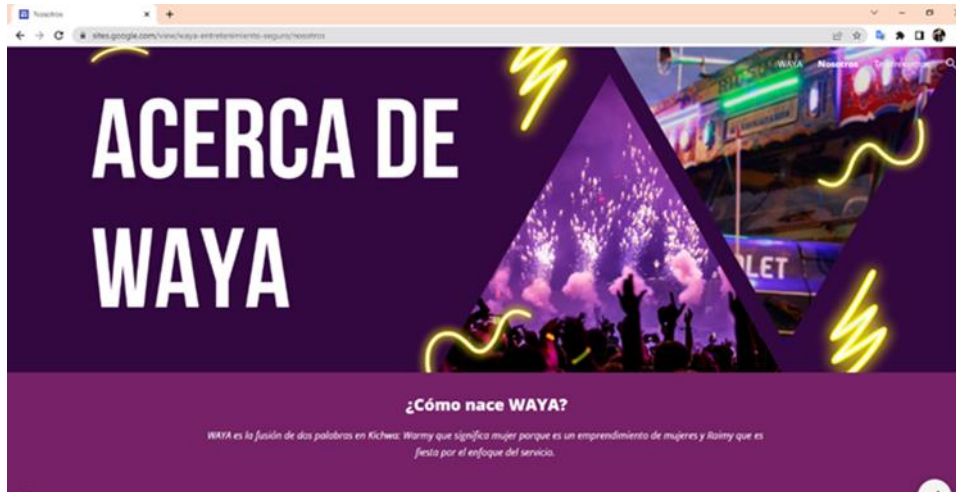 Nosotros
sites.google.com/view/waya-entretenimiento-seguro/nosotros
WAYA Nosotros
ACERCA DE
WAYA
LET
¿Cómo nace WAYA?
WAYA es la fusión de dos palabras en Kichwa: Warmy que significa mujer porque es un emprendimiento de mujeres y Raimy que es
fiesta por el enfoque del servicio.